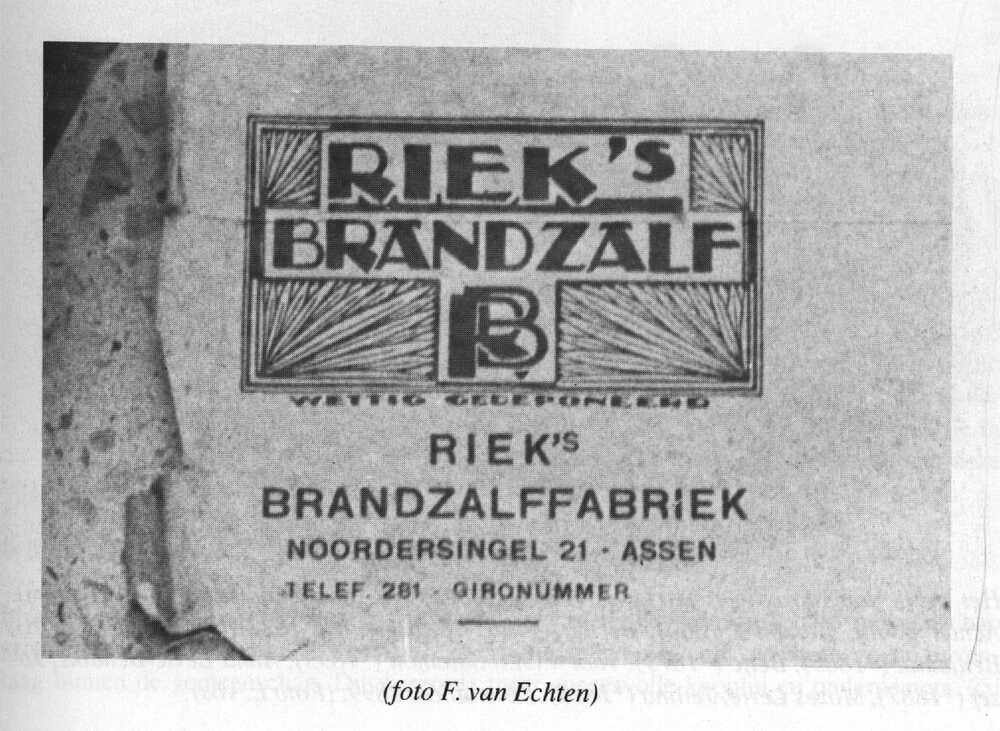 RIEK's
BRANDZALF
RB
WETTIG GEDEPONEERD
RIEK's
BRANDZALFFABRIEK
NOORDERSINGEL 21 · ASSEN
TELEF. 281 - GIRONUMMER
(foto F. van Echten)